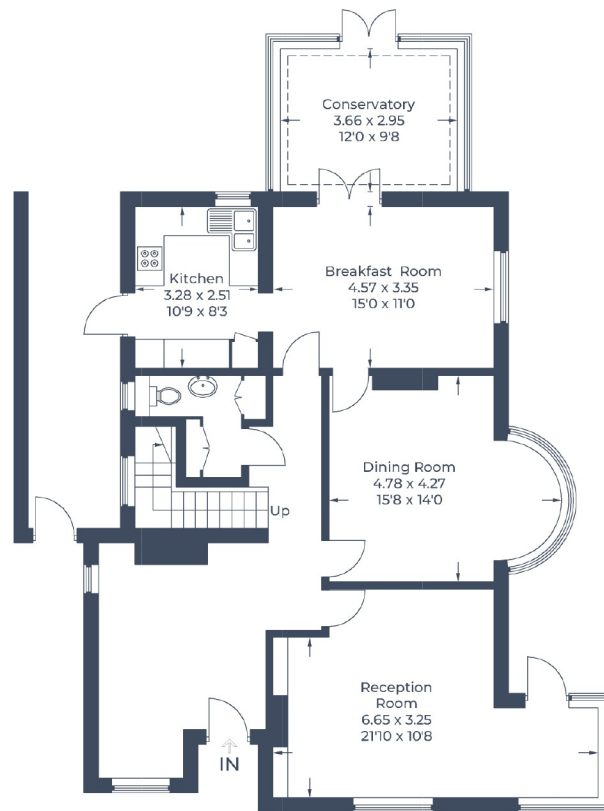 Conservatory
3.66 x 2.95
12'0 x 9'8
Kitchen
3.28 x 2.51
10'9 x 8'3
Breakfast Room
4.57 x 3.35
15'0 x 11'0
Dining Room
4.78 x 4.27
15'8 x 14'0
Up
Reception
Room
6.65 x 3.25
21'10 x 10'8
IN